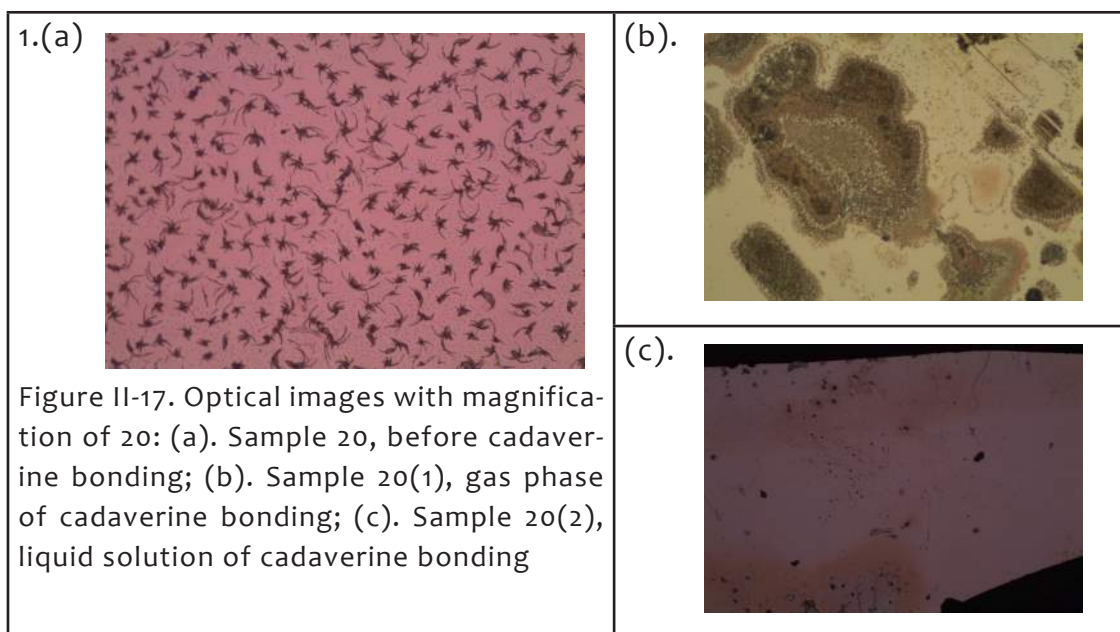 1.(a)
(b).
(c).
Figure II-17. Optical images with magnifica-
tion of 20: (a). Sample 20, before cadaver-
ine bonding; (b). Sample 20(1), gas phase
of cadaverine bonding; (c). Sample 20(2),
liquid solution of cadaverine bonding